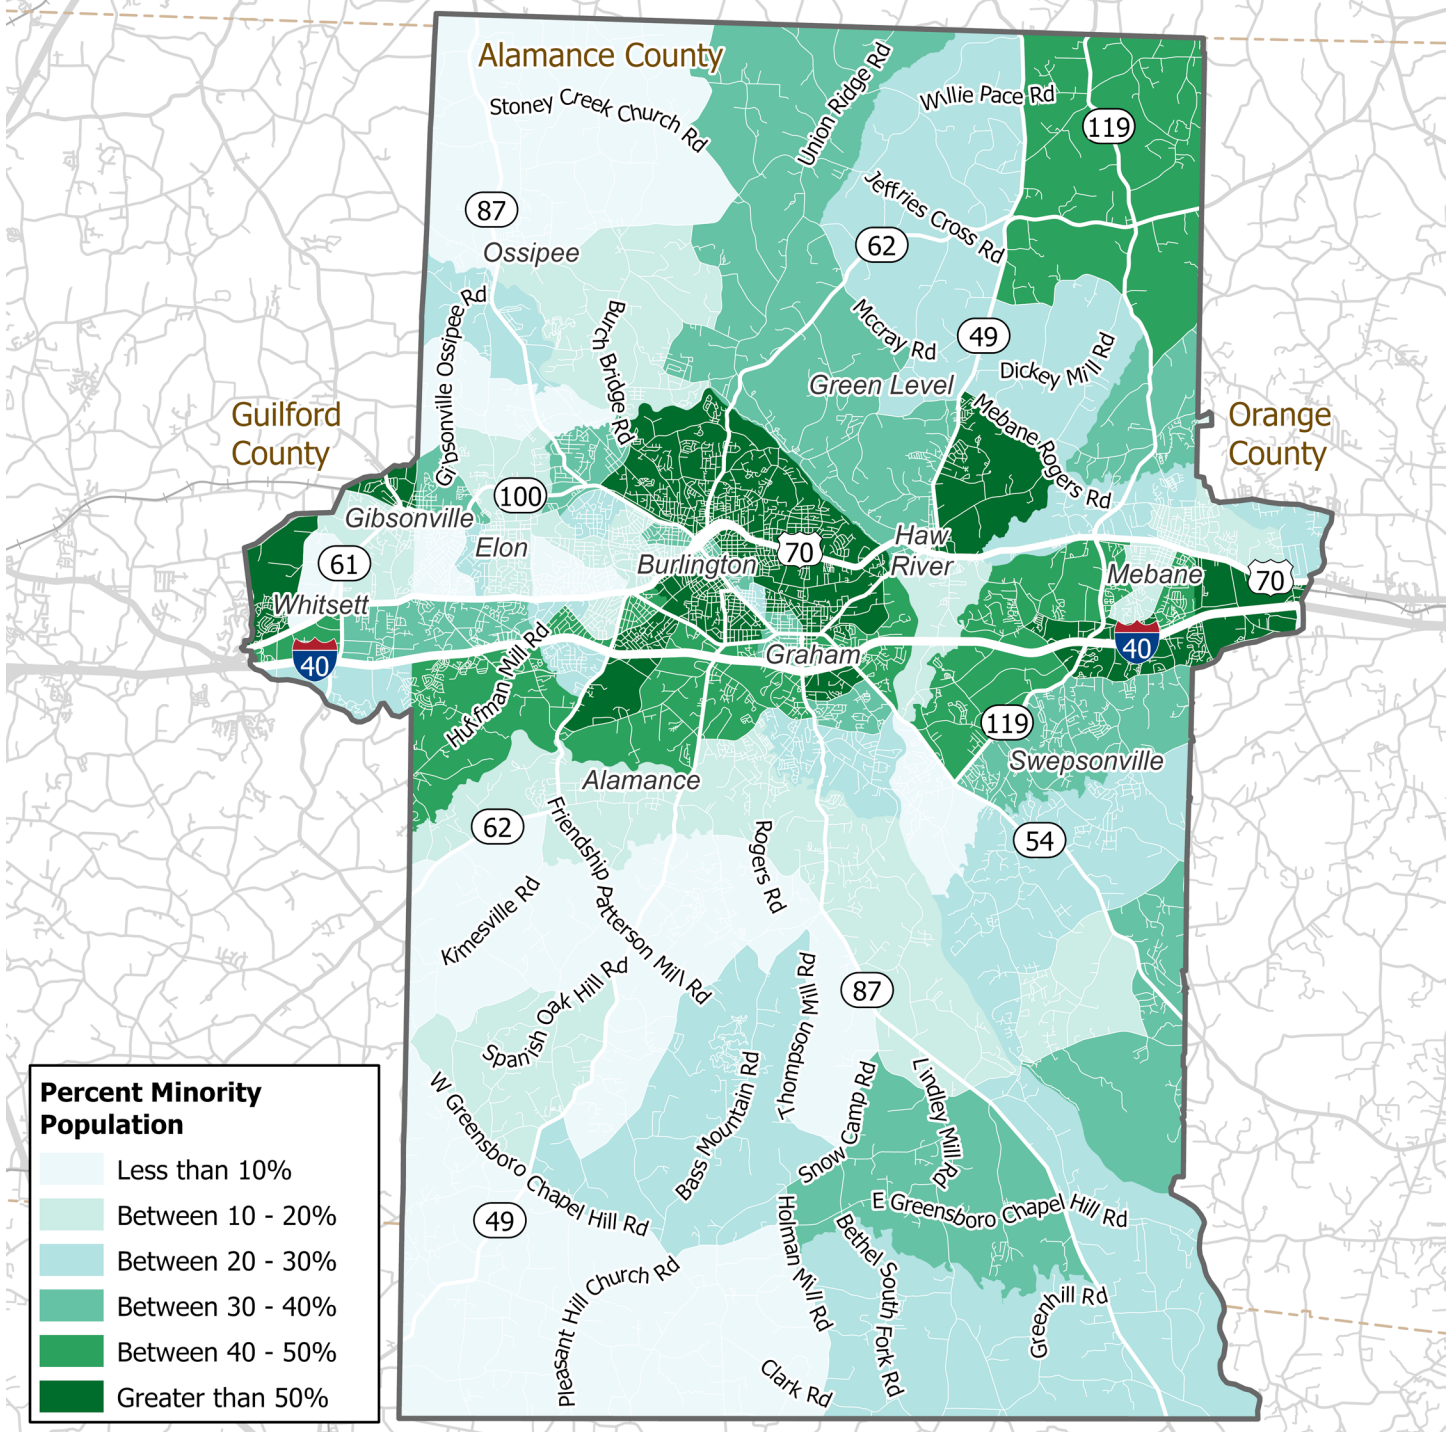 Alamance County
Stoney Creek Church Rd
Union Ridge Rd
Willie Pace Rd
119
87
Jeffries Cross Rd
62
Ossipee
Gibsonville Ossipee Rd
Burch Bridge Rd
Mccray Rd
49
Dickey Mill Rd
Green Level
Mebane Rogers Rd
Guilford
County
Orange
County
100
Gibsonville
Elon
61
Burlington
70
Haw
River
Mebane
70
Whitsett
40
Huffman Mill Rd
Graham
40
119
Swepsonville
Alamance
62
Friendship Patterson Mill Rd
Rogers Rd
54
Kimesville Rd
Spanish Oak Hill Rd
Thompson Mill Rd
87
W Greensboro Chapel Hill Rd
Bass Mountain Rd
Snow Camp Rd
Lindley Mill Rd
E Greensboro Chapel Hill Rd
49
Holman Mill Rd
Bethel South Fork Rd
Pleasant Hill Church Rd
Greenhill Rd
Clark Rd
Percent Minority
Population
Less than 10%
Between 10 - 20%
Between 20 - 30%
Between 30 - 40%
Between 40 - 50%
Greater than 50%